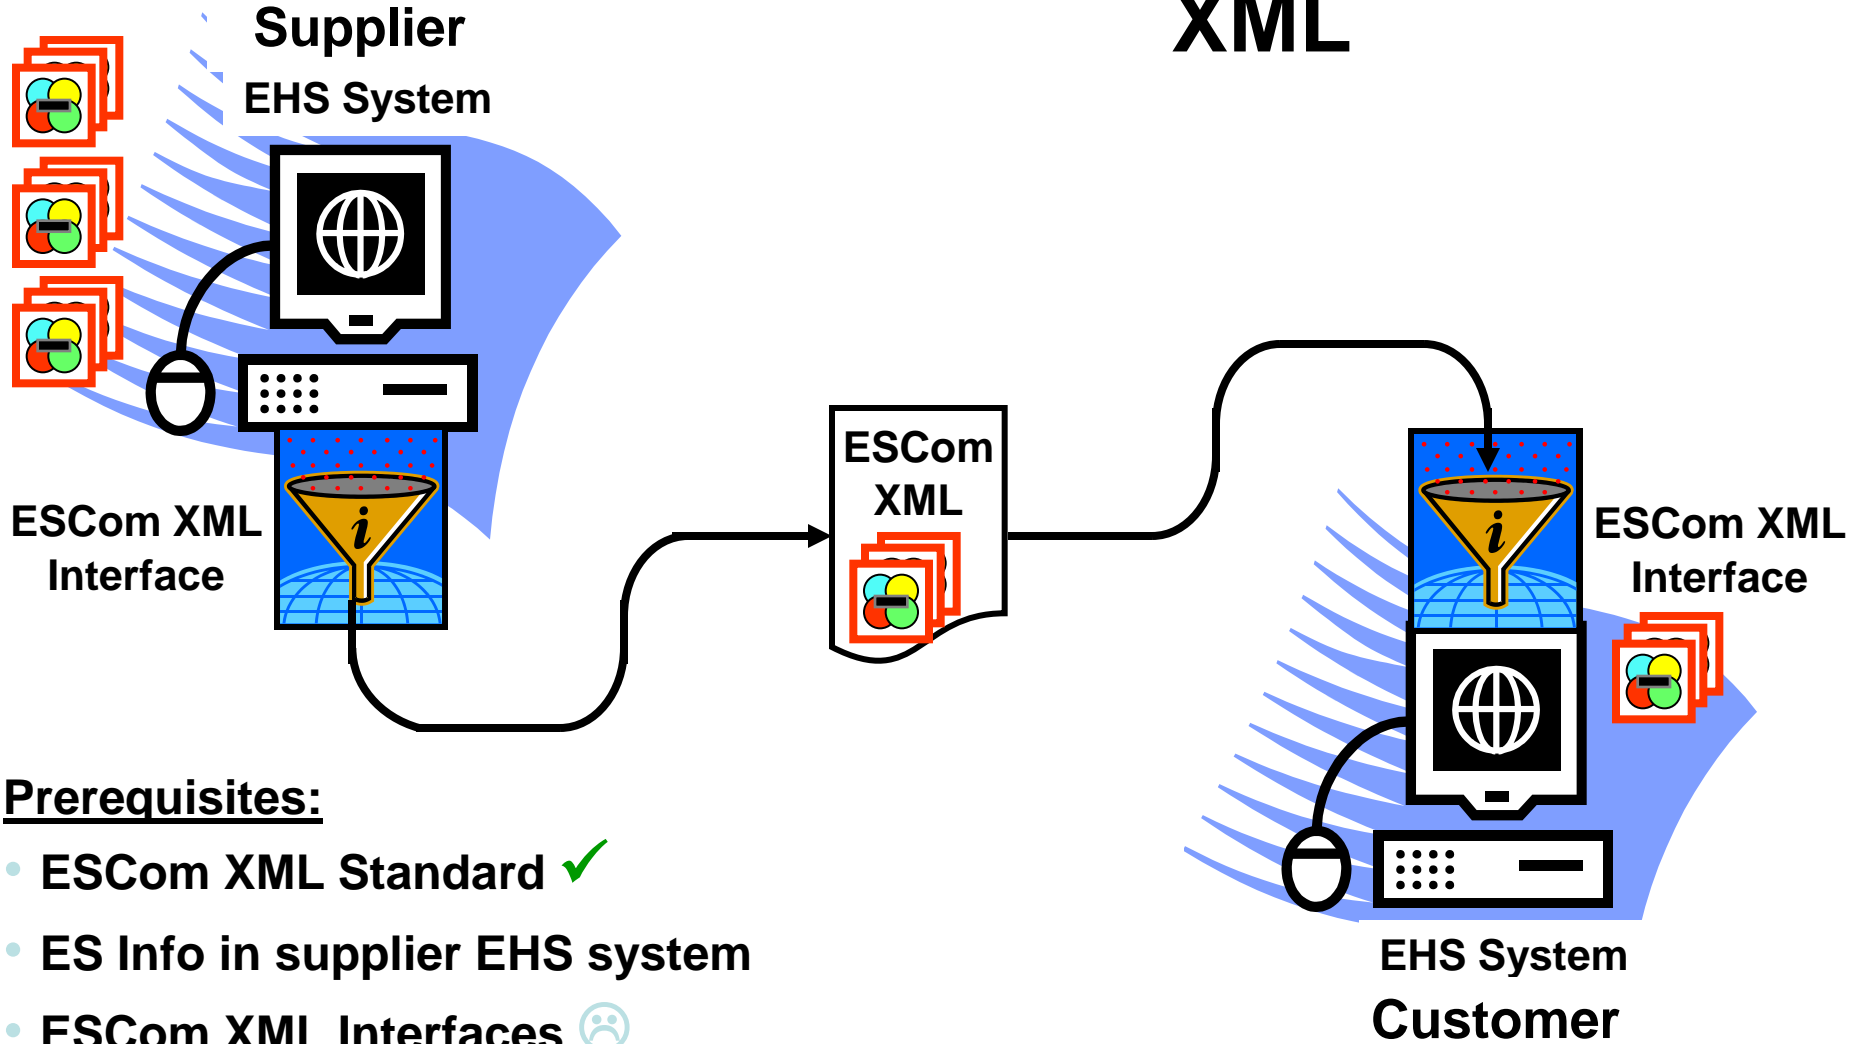 XML
Supplier
EHS System
ESCom XML
Interface
i
ESCom
XML
i
ESCom XML
Interface
EHS System
Customer
Prerequisites:
• ESCom XML Standard ✓
• ES Info in supplier EHS system
• ESCom XML Interfaces ☹